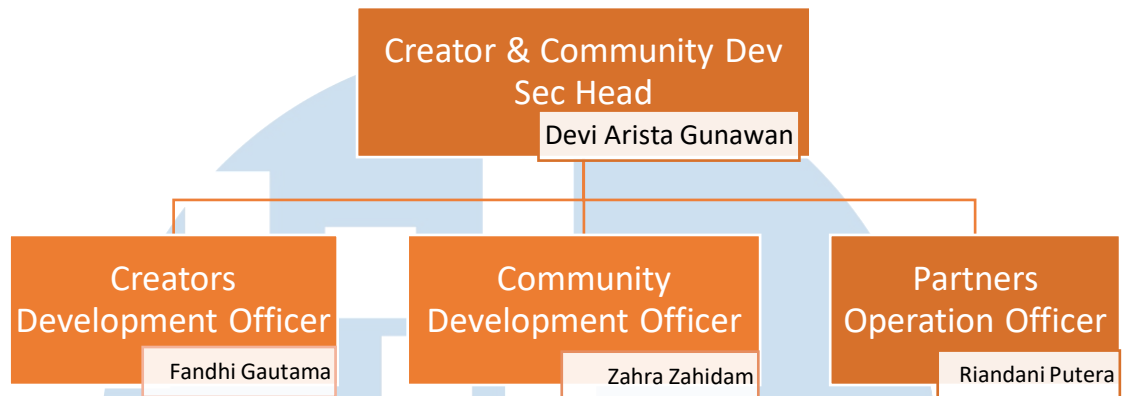 Creator & Community Dev
Sec Head
Devi Arista Gunawan
Creators
Development Officer
Fandhi Gautama
Community
Development Officer
Zahra Zahidam
Partners
Operation Officer
Riandani Putera